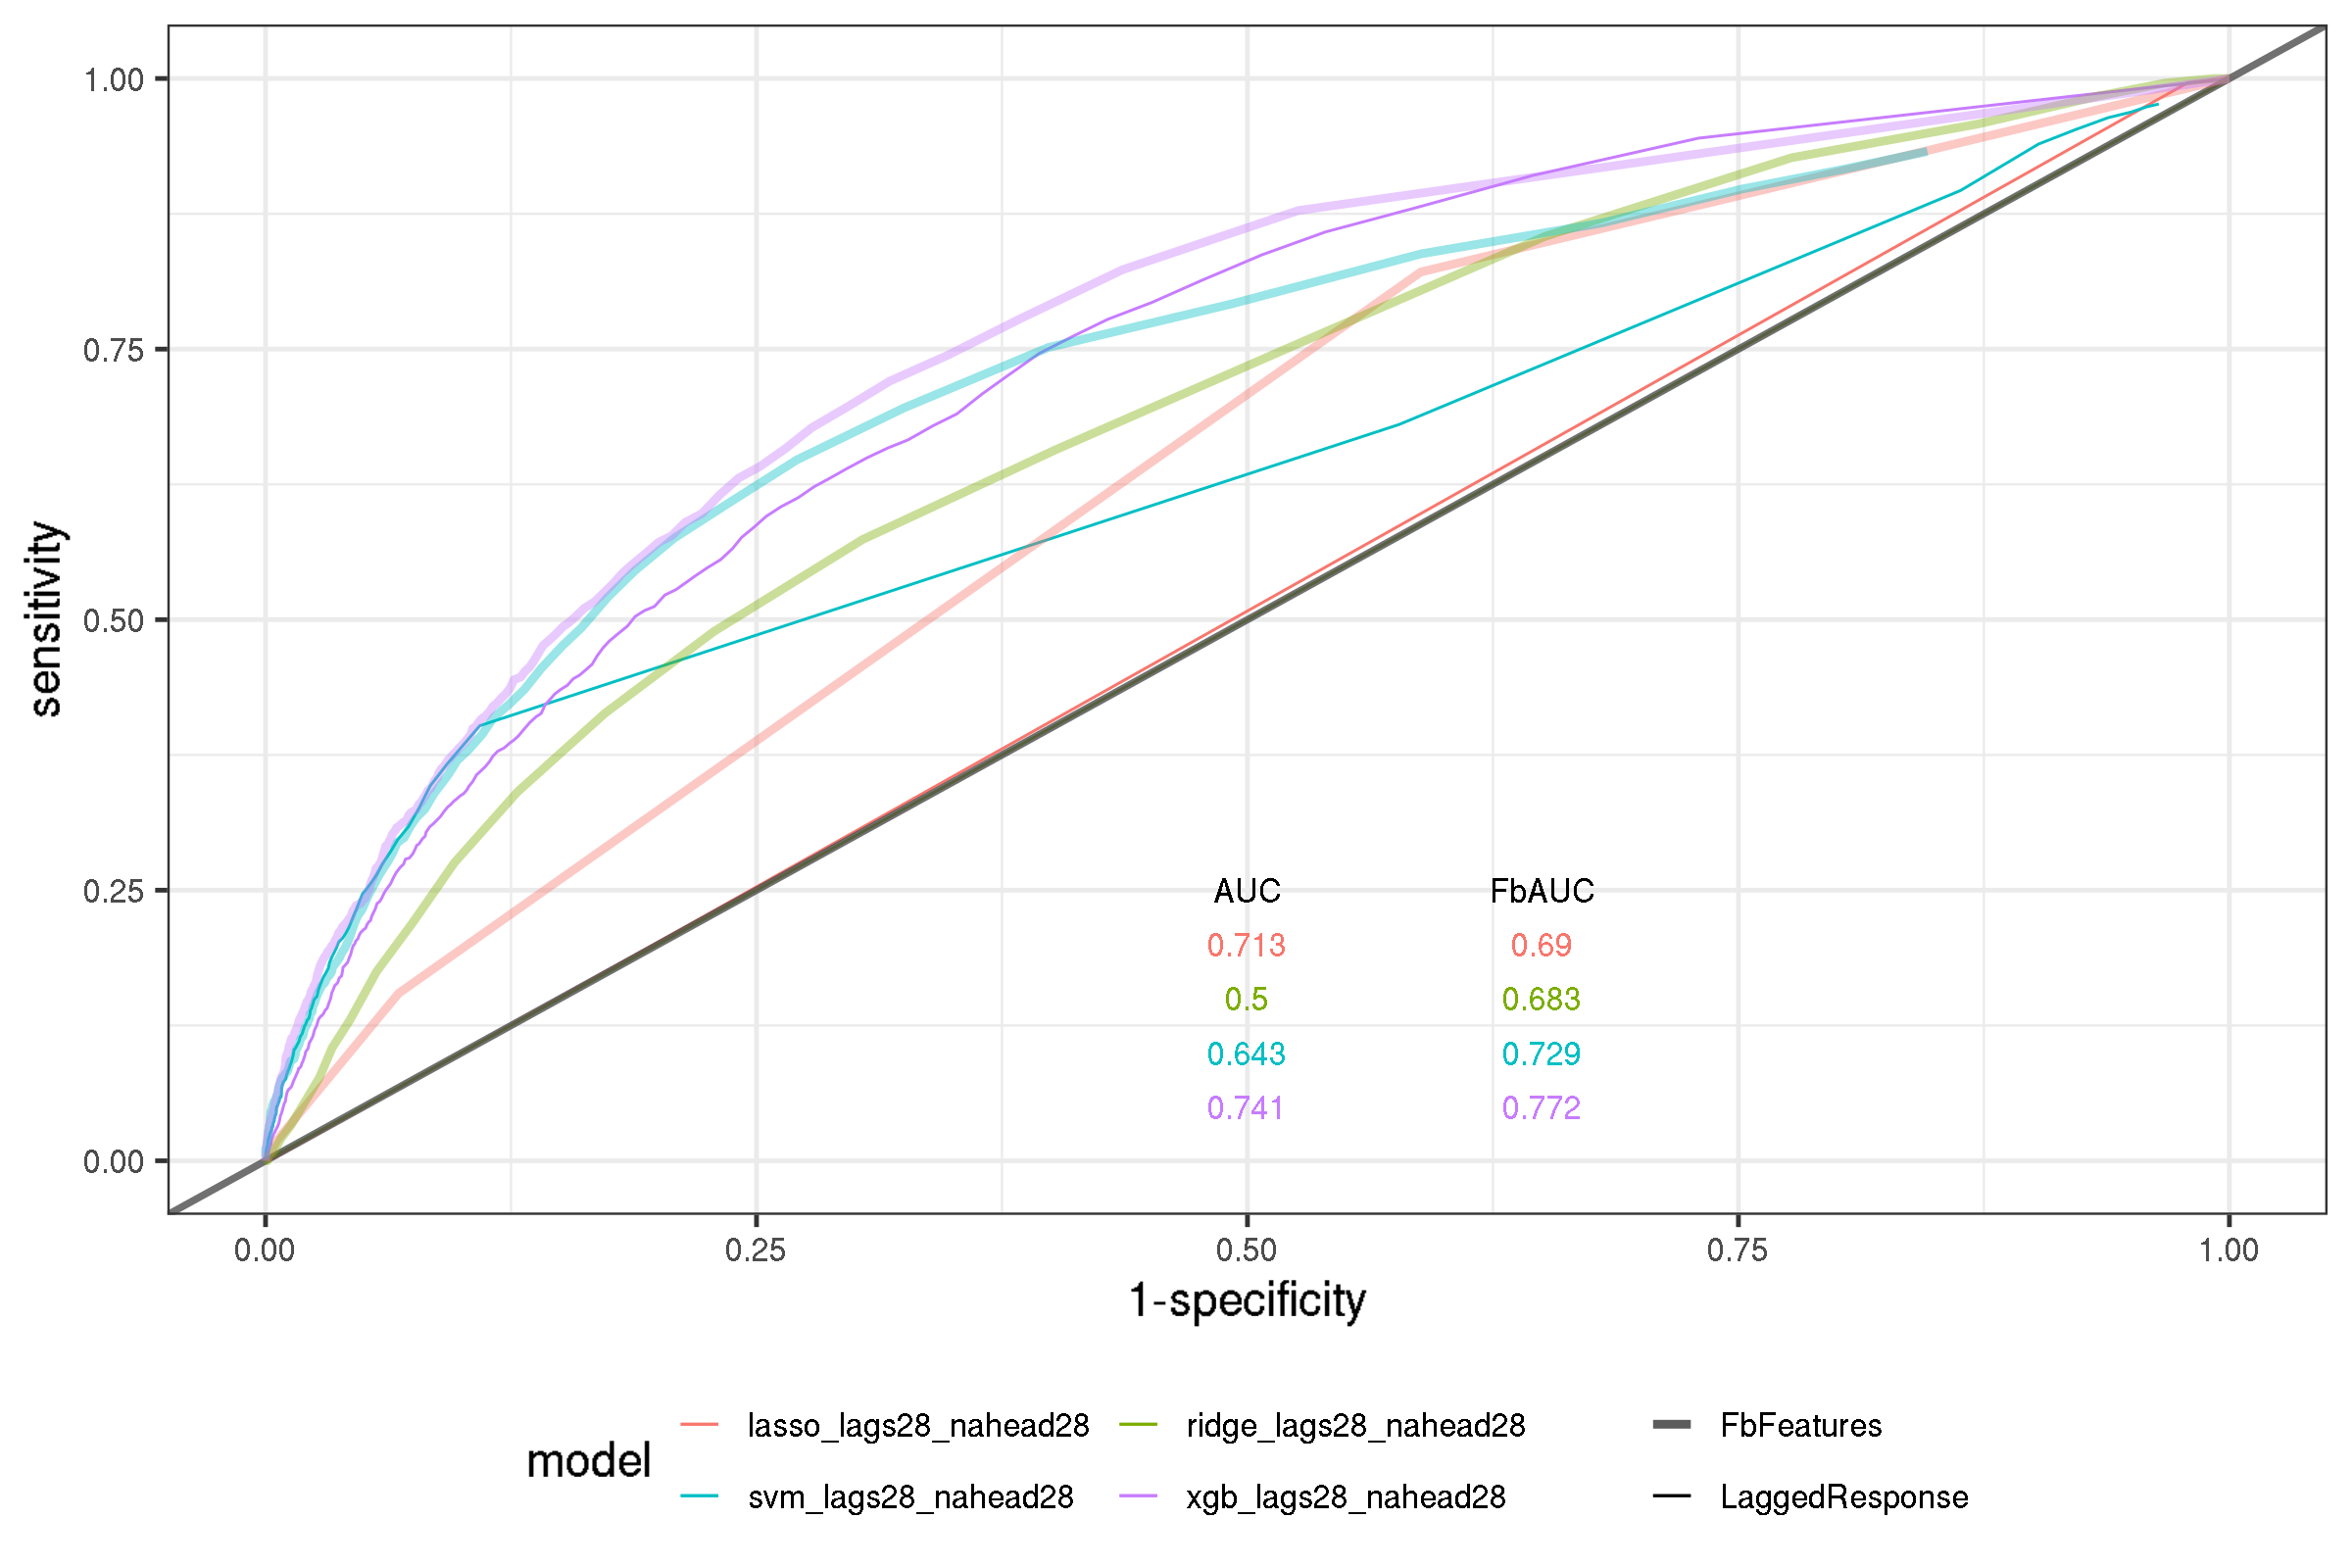 1.00
0.75
0.50
0.25
0.00
sensitivity
AUC FbAUC
0.713 0.69
0.5 0.683
0.643 0.729
0.741 0.772
0.00 0.25 0.50 0.75 1.00
1-specificity
model
lasso_lags28_nahead28 ridge_lags28_nahead28 FbFeatures
svm_lags28_nahead28 xgb_lags28_nahead28 LaggedResponse